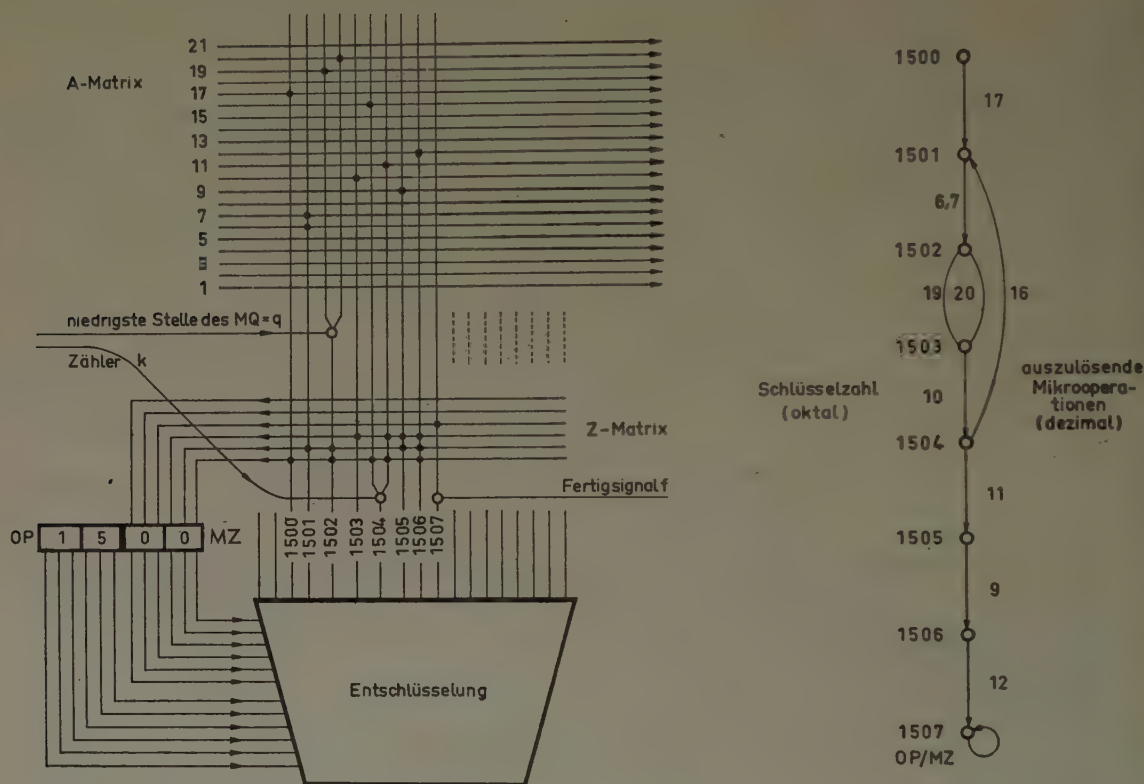 A-Matrix
21
19
17
15
13
11
9
7
5
1
niedrigste Stelle des MQ=q
Zähler k
Z-Matrix
Fertigsignal f
OP 1 5 0 0 MZ
1500
1501
1502
1503
1504
1505
1506
1507
Entschlüsselung
Schlüsselzahl
(oktal)
auszulösende
Mikroopera-
tionen
(dezimal)
1500
17
1501
6,7
1502
19 20 16
1503
10
1504
11
1505
9
1506
12
1507
OP/MZ